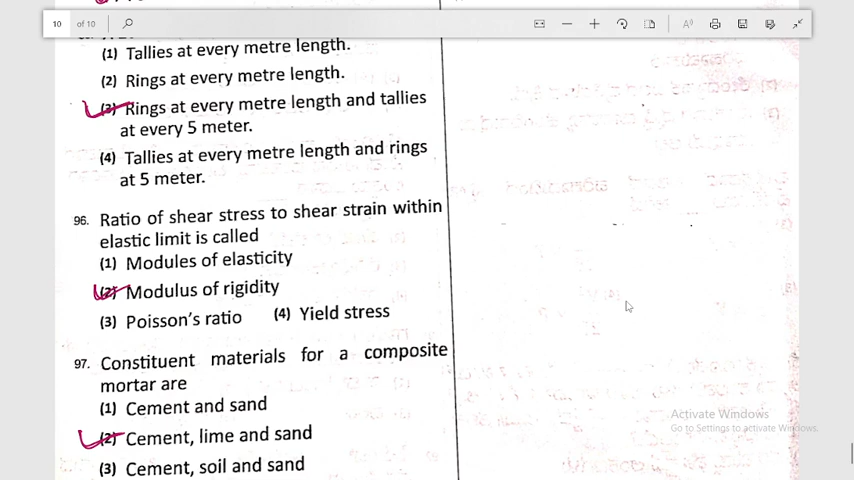 10 of 10
(1) Tallies at every metre length.
(2) Rings at every metre length.
(3) Rings at every metre length and tallies
at every 5 meter.
(4) Tallies at every metre length and rings
at 5 meter.
96. Ratio of shear stress to shear strain within
elastic limit is called
(1) Modules of elasticity
(2) Modulus of rigidity
(3) Poisson's ratio (4) Yield stress
97. Constituent materials for a composite
mortar are
(1) Cement and sand
(2) Cement, lime and sand
(3) Cement, soil and sand
Activate Windows
Go to Settings to activate Windows.